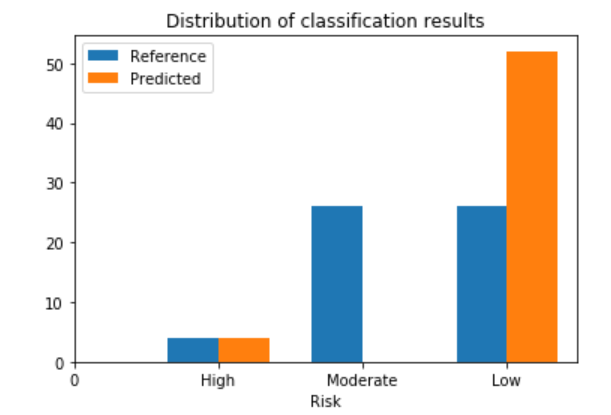 Distribution of classification results
Reference
Predicted
50
40
30
20
10
0
0 High Moderate Low
Risk